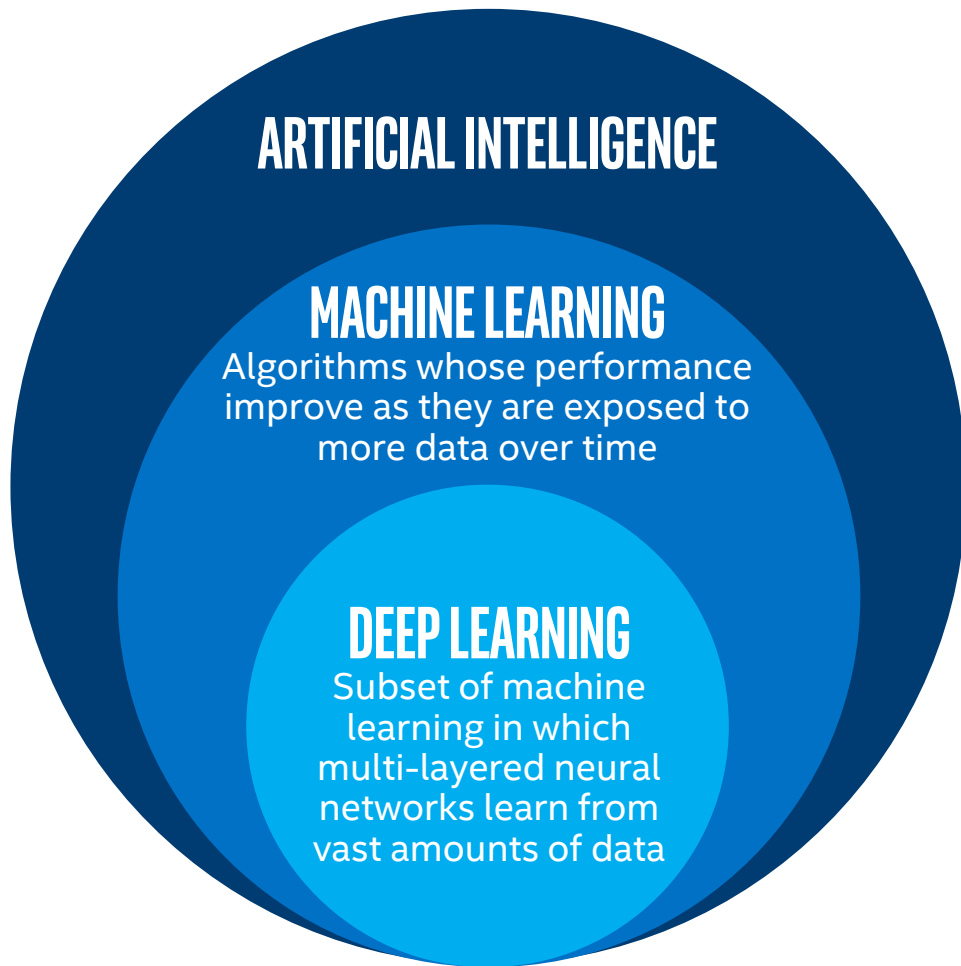 ARTIFICIAL INTELLIGENCE
MACHINE LEARNING
Algorithms whose performance
improve as they are exposed to
more data over time
DEEP LEARNING
Subset of machine
learning in which
multi-layered neural
networks learn from
vast amounts of data